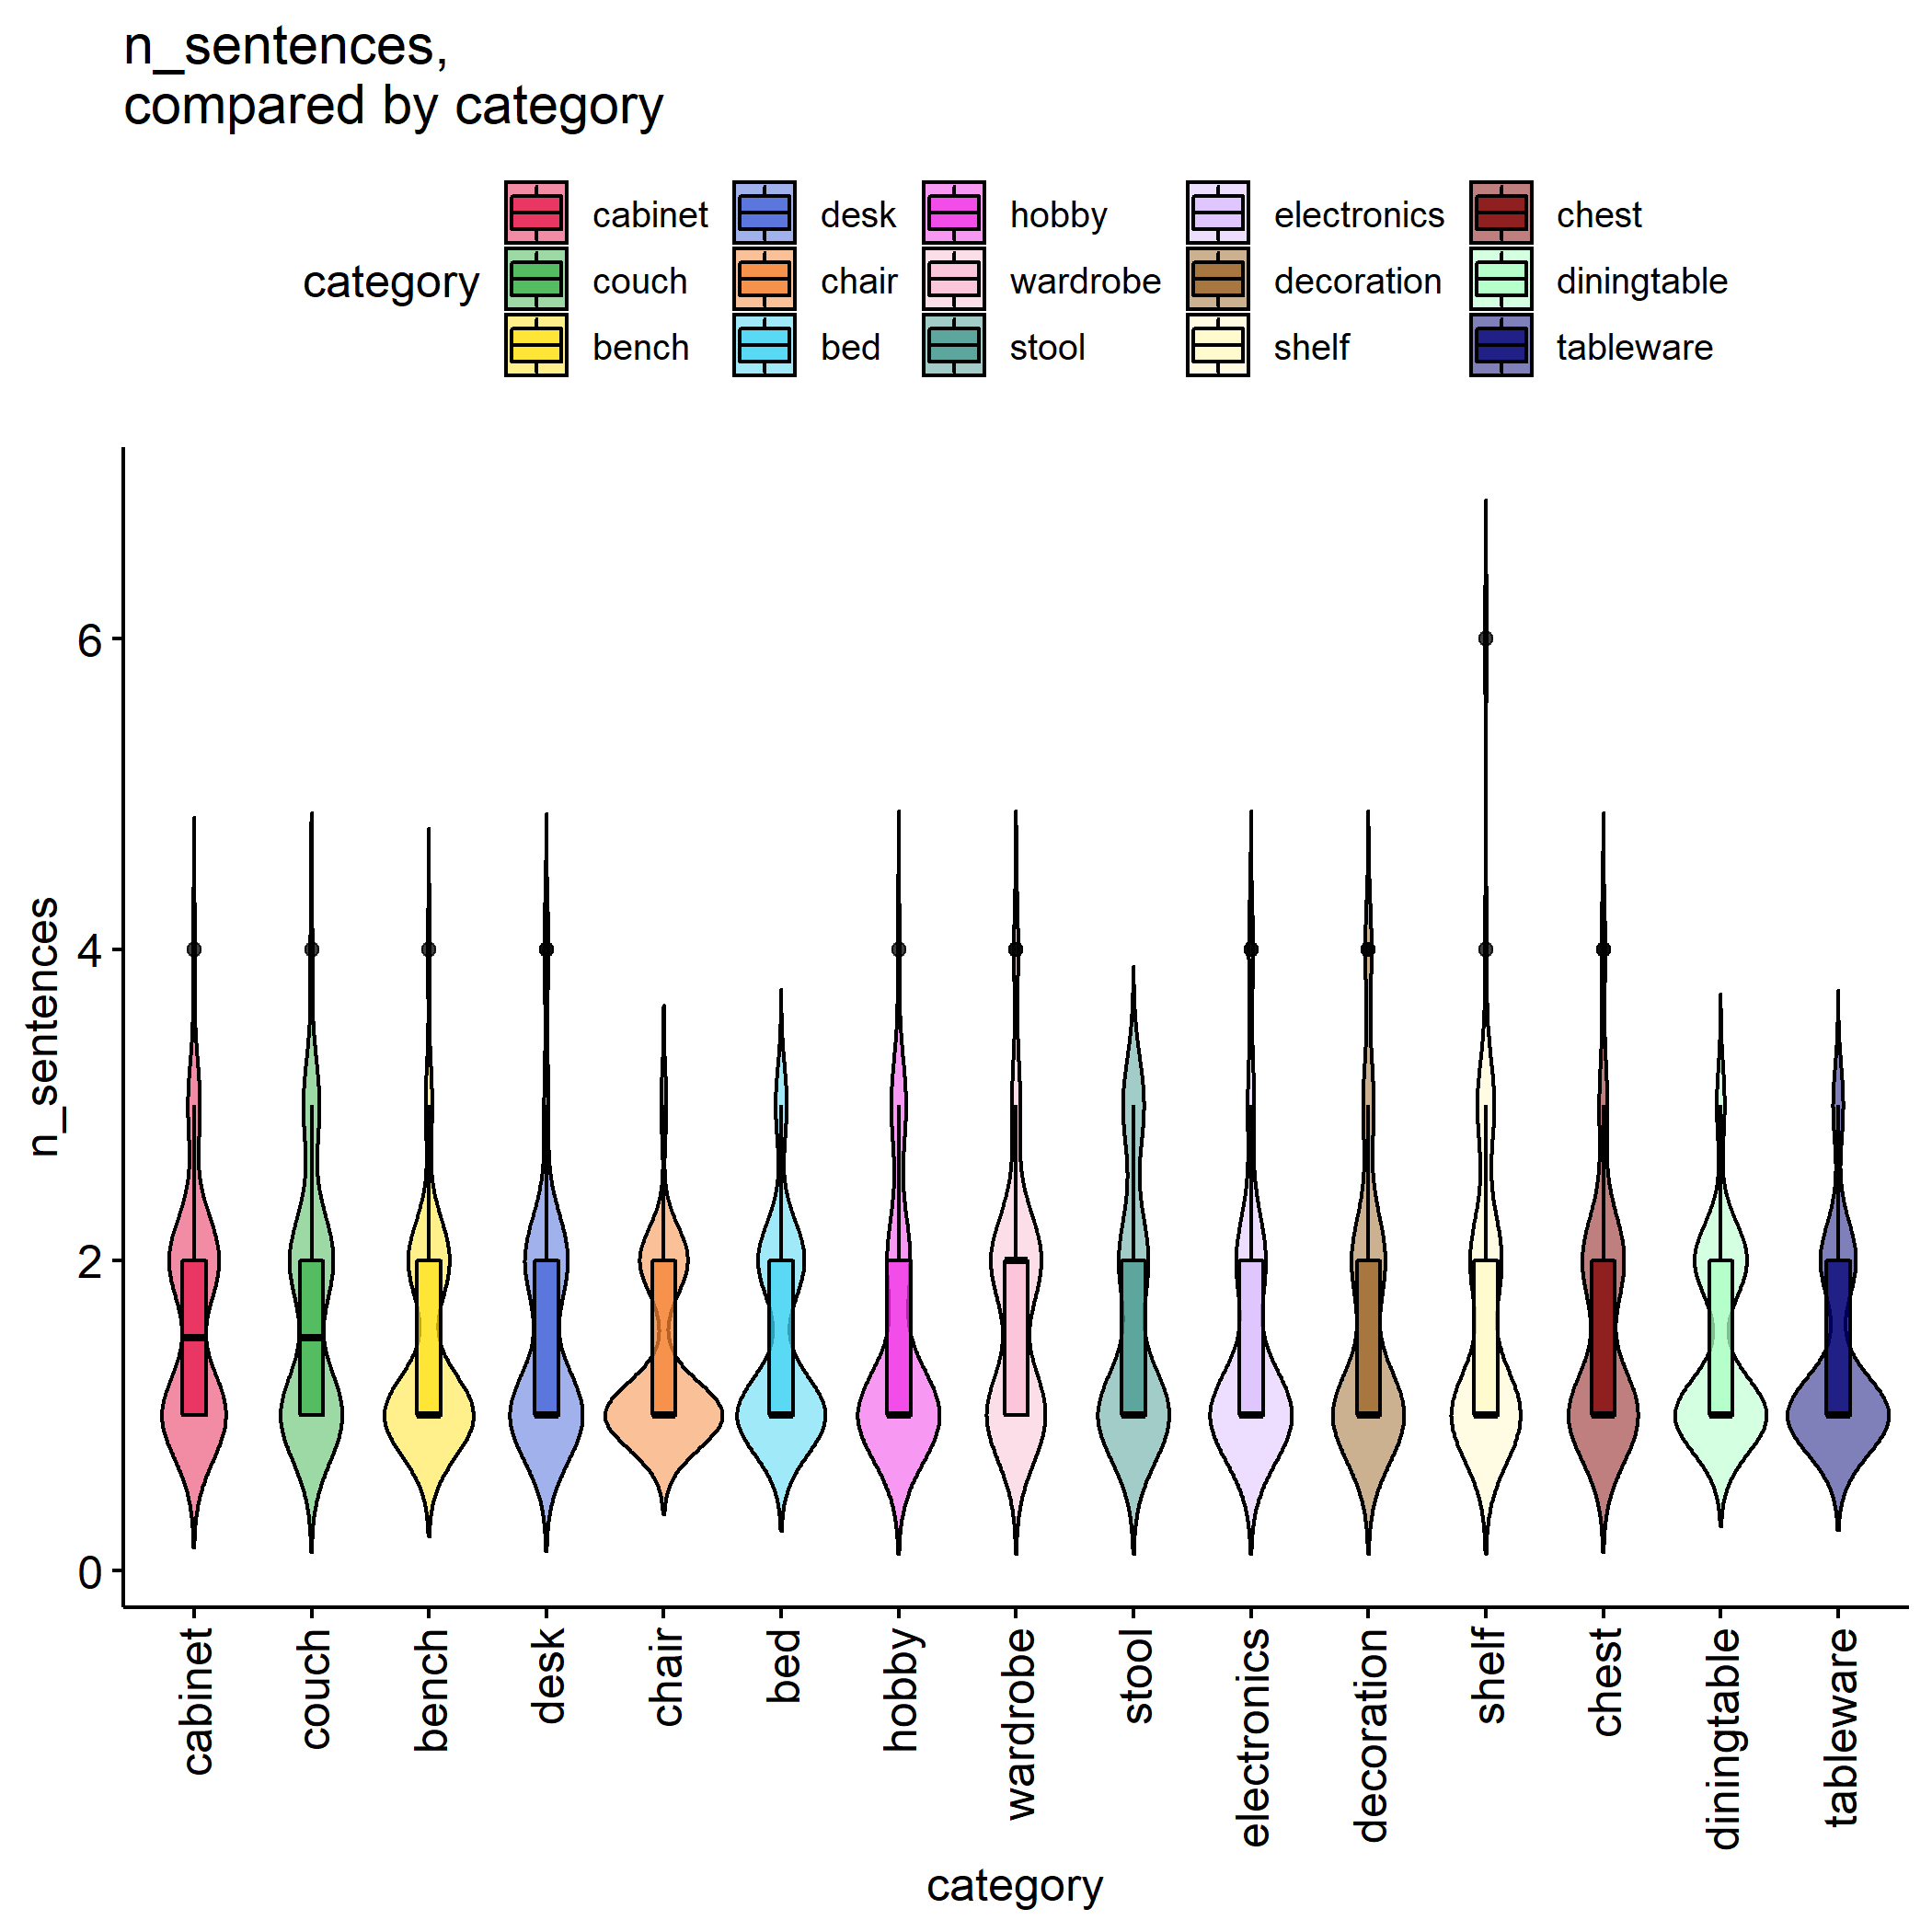 n_sentences,
compared by category
category
cabinet desk hobby electronics chest
couch chair wardrobe decoration diningtable
bench bed stool shelf tableware
n_sentences
6
4
2
0
cabinet
couch
bench
desk
chair
bed
hobby
wardrobe
stool
electronics
decoration
shelf
chest
diningtable
tableware
category